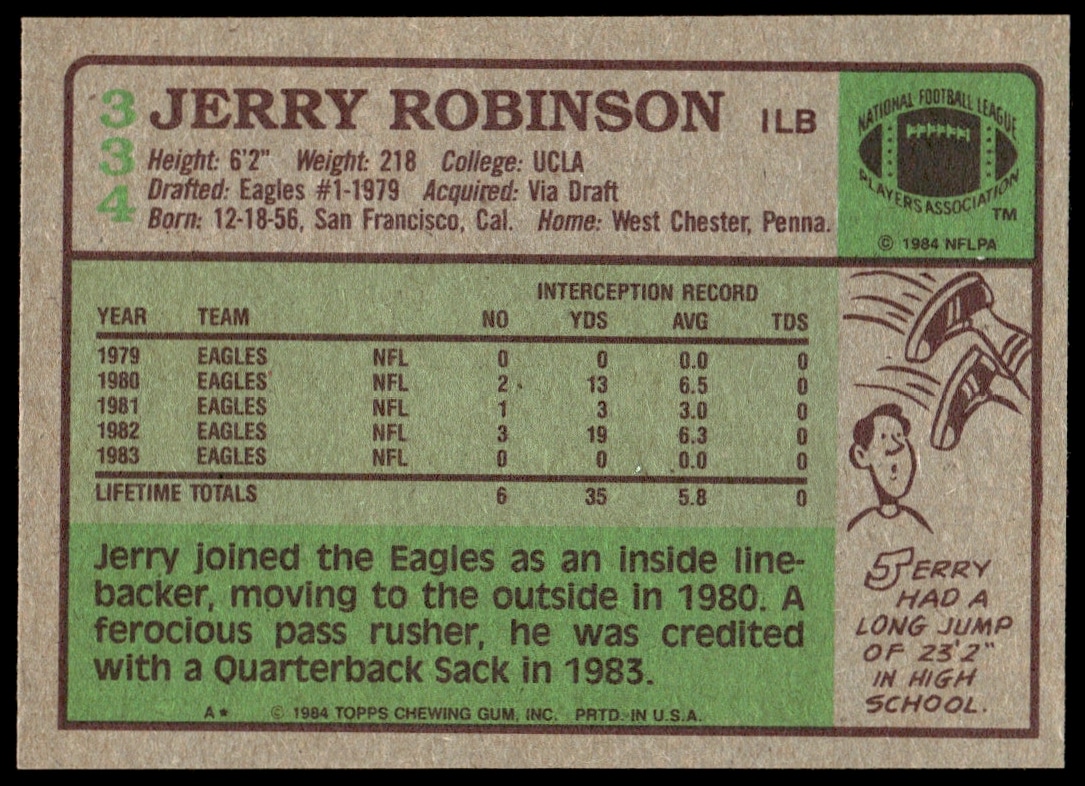 334
JERRY ROBINSON ILB
Height: 6'2" Weight: 218 College: UCLA
Drafted: Eagles #1-1979 Acquired: Via Draft
Born: 12-18-56, San Francisco, Cal. Home: West Chester, Penna.
NATIONAL FOOTBALL LEAGUE
PLAYERS ASSOCIATION
TM
© 1984 NFLPA
INTERCEPTION RECORD
YEAR TEAM NO YDS AVG TDS
1979 EAGLES NFL 0 0 0.0 0
1980 EAGLES NFL 2 13 6.5 0
1981 EAGLES NFL 1 3 3.0 0
1982 EAGLES NFL 3 19 6.3 0
1983 EAGLES NFL 0 0 0.0 0
LIFETIME TOTALS 6 35 5.8 0
Jerry joined the Eagles as an inside line-
backer, moving to the outside in 1980. A
ferocious pass rusher, he was credited
with a Quarterback Sack in 1983.
A* © 1984 TOPPS CHEWING GUM, INC. PRTD. IN U.S.A.
JERRY
HAD A
LONG JUMP
OF 23'2"
IN HIGH
SCHOOL.